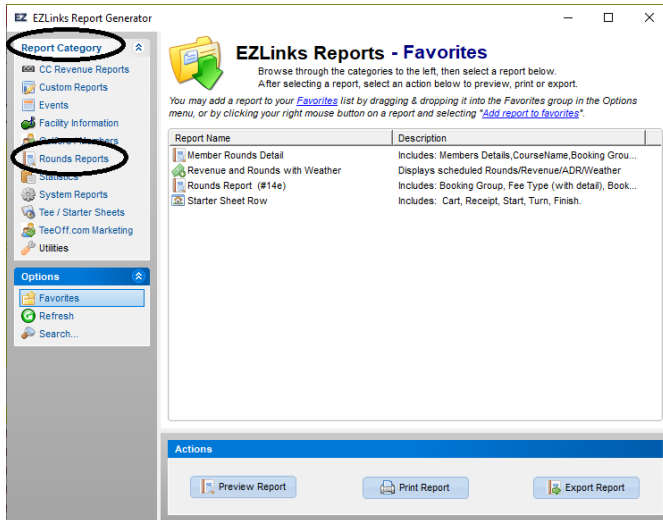 EZ EZLinks Report Generator
Report Category
CC Revenue Reports
Custom Reports
Events
Facility Information
Rounds Reports
Statistics
System Reports
Tee / Starter Sheets
TeeOff.com Marketing
Utilities
Options
Favorites
Refresh
Search...
EZLinks Reports - Favorites
Browse through the categories to the left, then select a report below.
After selecting a report, select an action below to preview, print or export.
You may add a report to your Favorites list by dragging & dropping it into the Favorites group in the Options
menu, or by clicking your right mouse button on a report and selecting "Add report to favorites".
Report Name Description
Member Rounds Detail Includes: Members Details,CourseName,Booking Grou...
Revenue and Rounds with Weather Displays scheduled Rounds/Revenue/ADR/Weather
Rounds Report (#14e) Includes: Booking Group, Fee Type (with detail), Book...
Starter Sheet Row Includes: Cart, Receipt, Start, Turn, Finish.
Actions
Preview Report Print Report Export Report